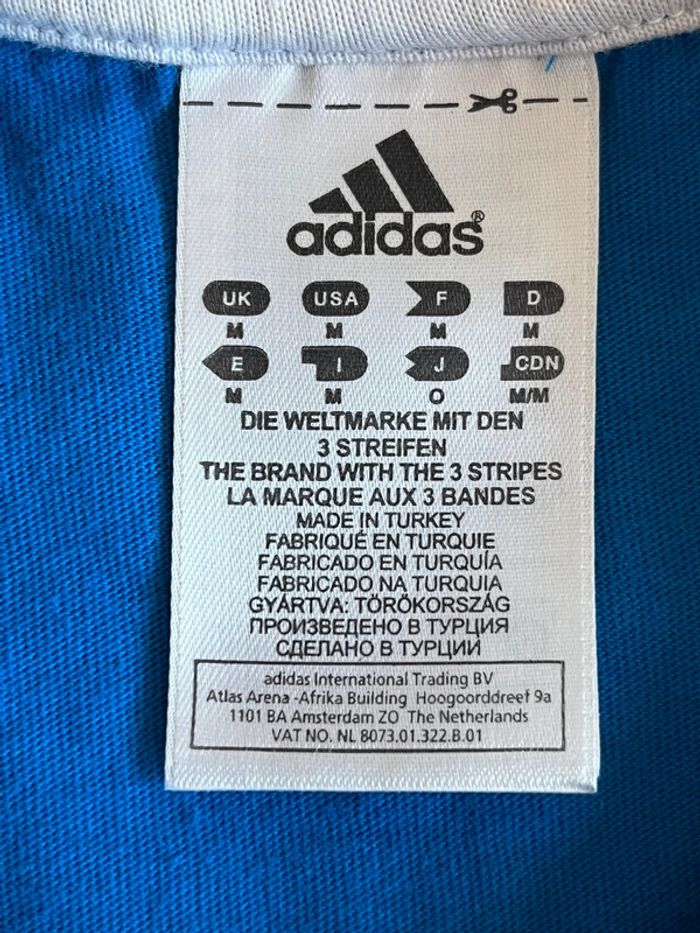 adidas®
UK USA F D
M M M M
E I J CDN
M M O M/M
DIE WELTMARKE MIT DEN
3 STREIFEN
THE BRAND WITH THE 3 STRIPES
LA MARQUE AUX 3 BANDES
MADE IN TURKEY
FABRIQUÉ EN TURQUIE
FABRICADO EN TURQUÍA
FABRICADO NA TURQUIA
GYÁRTVA: TÖRÖKORSZÁG
ПРОИЗВЕДЕНО В ТУРЦИЯ
СДЕЛАНО В ТУРЦИИ
adidas International Trading BV
Atlas Arena -Afrika Building Hoogoorddreef 9a
1101 BA Amsterdam ZO The Netherlands
VAT NO. NL 8073.01.322.B.01